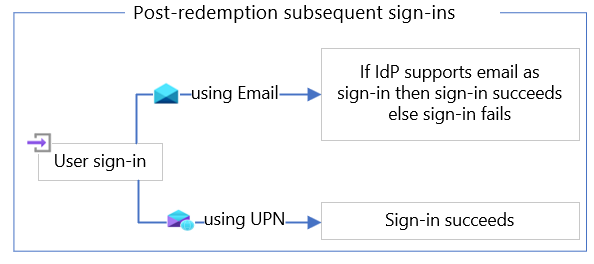 Post-redemption subsequent sign-ins
using Email
If IdP supports email as
sign-in then sign-in succeeds
else sign-in fails
User sign-in
using UPN
Sign-in succeeds